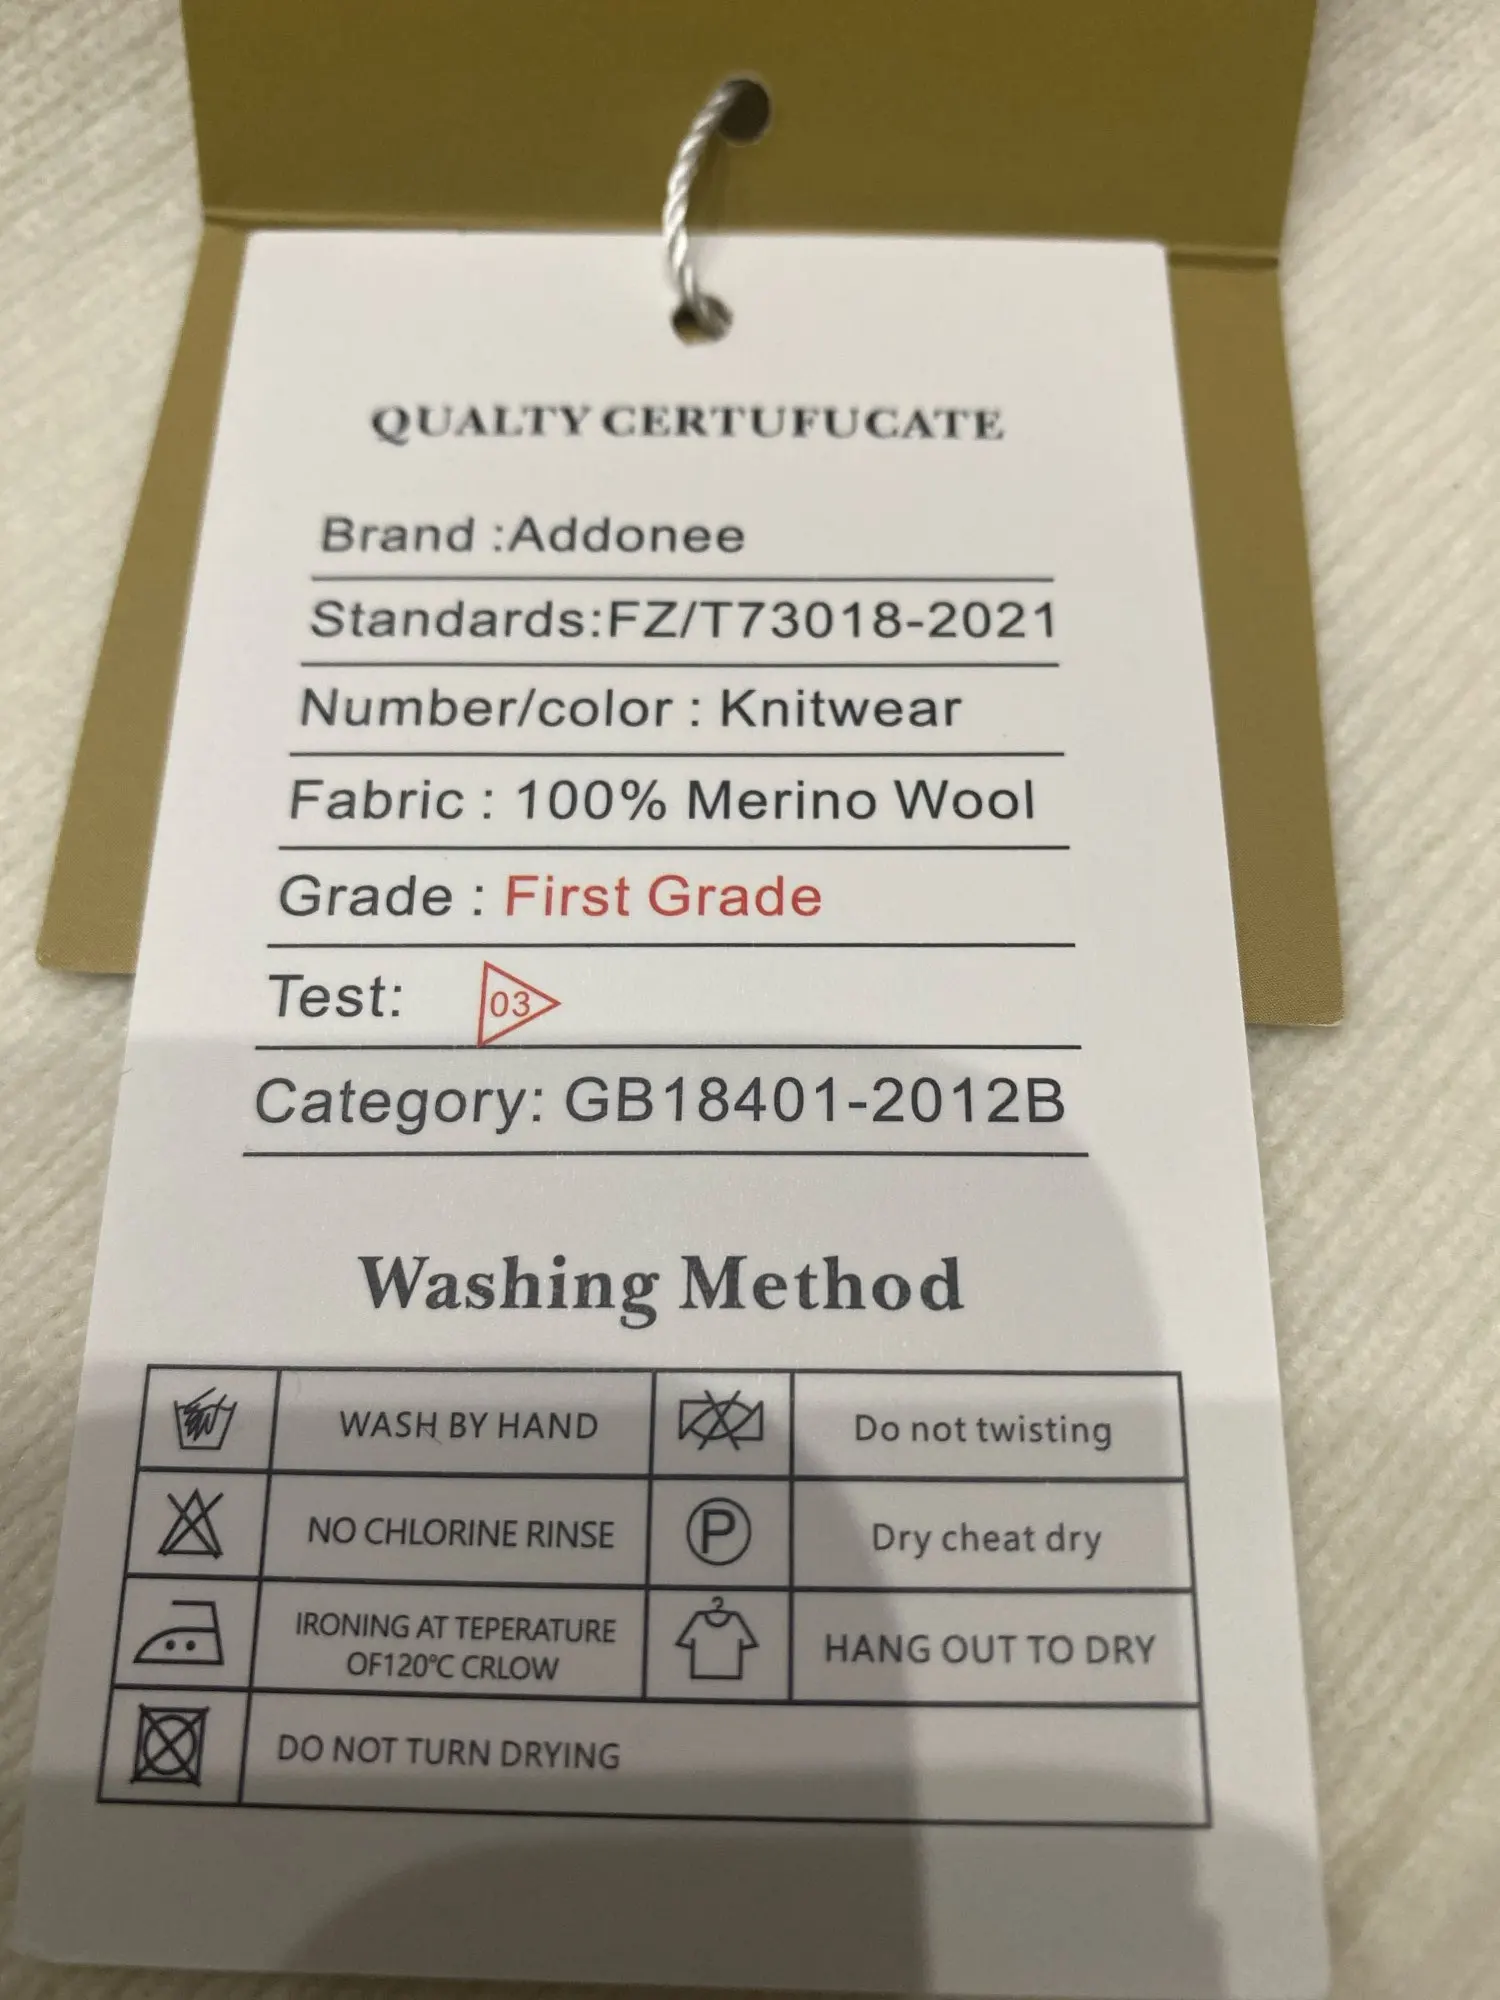 QUALTY CERTUFUCATE
Brand :Addonee
Standards:FZ/T73018-2021
Number/color : Knitwear
Fabric : 100% Merino Wool
Grade : First Grade
Test: 03
Category: GB18401-2012B
Washing Method
WASH BY HAND
Do not twisting
NO CHLORINE RINSE
P
Dry cheat dry
IRONING AT TEPERATURE
OF120°C CRLOW
HANG OUT TO DRY
DO NOT TURN DRYING